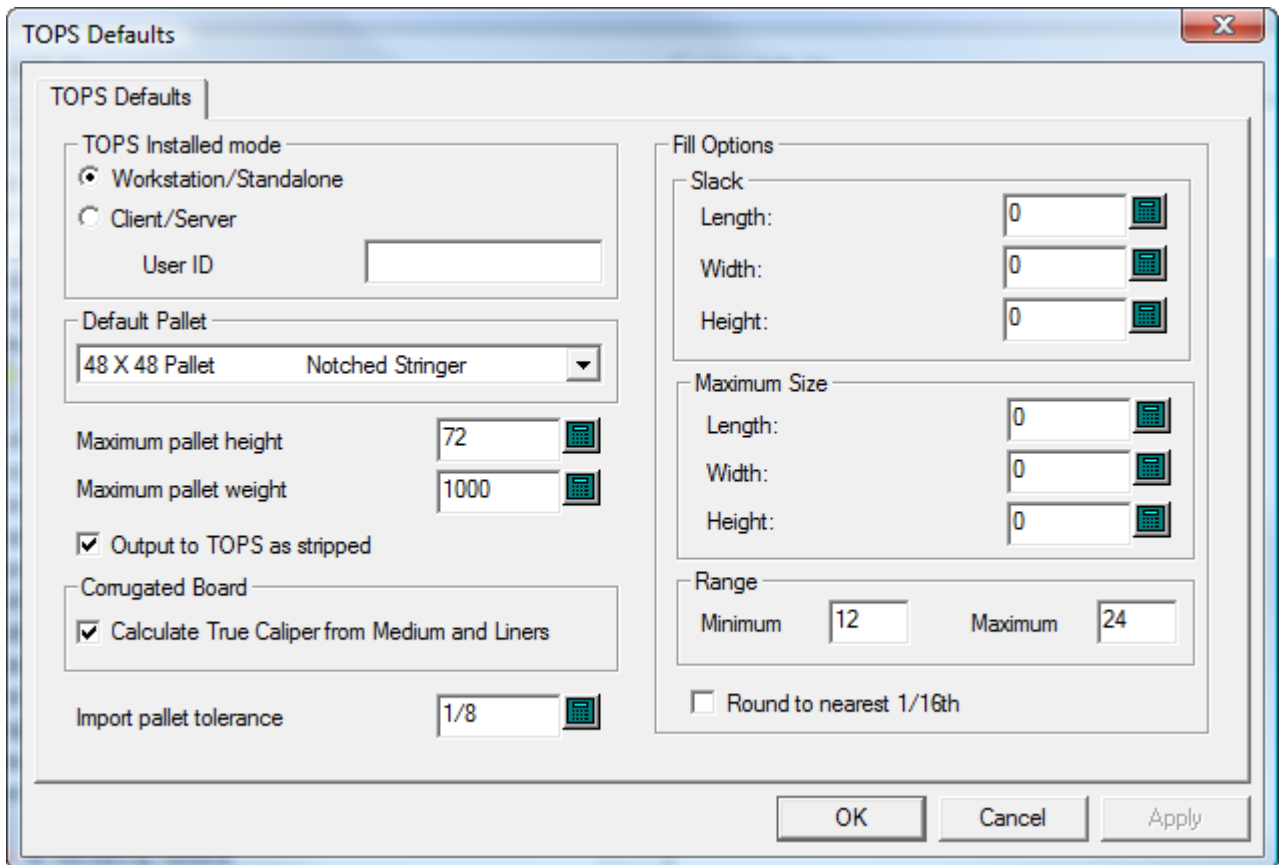 TOPS Defaults
TOPS Defaults
TOPS Installed mode
Workstation/Standalone
Client/Server
User ID
Default Pallet
48 X 48 Pallet Notched Stringer
Maximum pallet height 72
Maximum pallet weight 1000
Output to TOPS as stripped
Corrugated Board
Calculate True Caliper from Medium and Liners
Import pallet tolerance 1/8
Fill Options
Slack
Length: 0
Width: 0
Height: 0
Maximum Size
Length: 0
Width: 0
Height: 0
Range
Minimum 12 Maximum 24
Round to nearest 1/16th
OK Cancel Apply